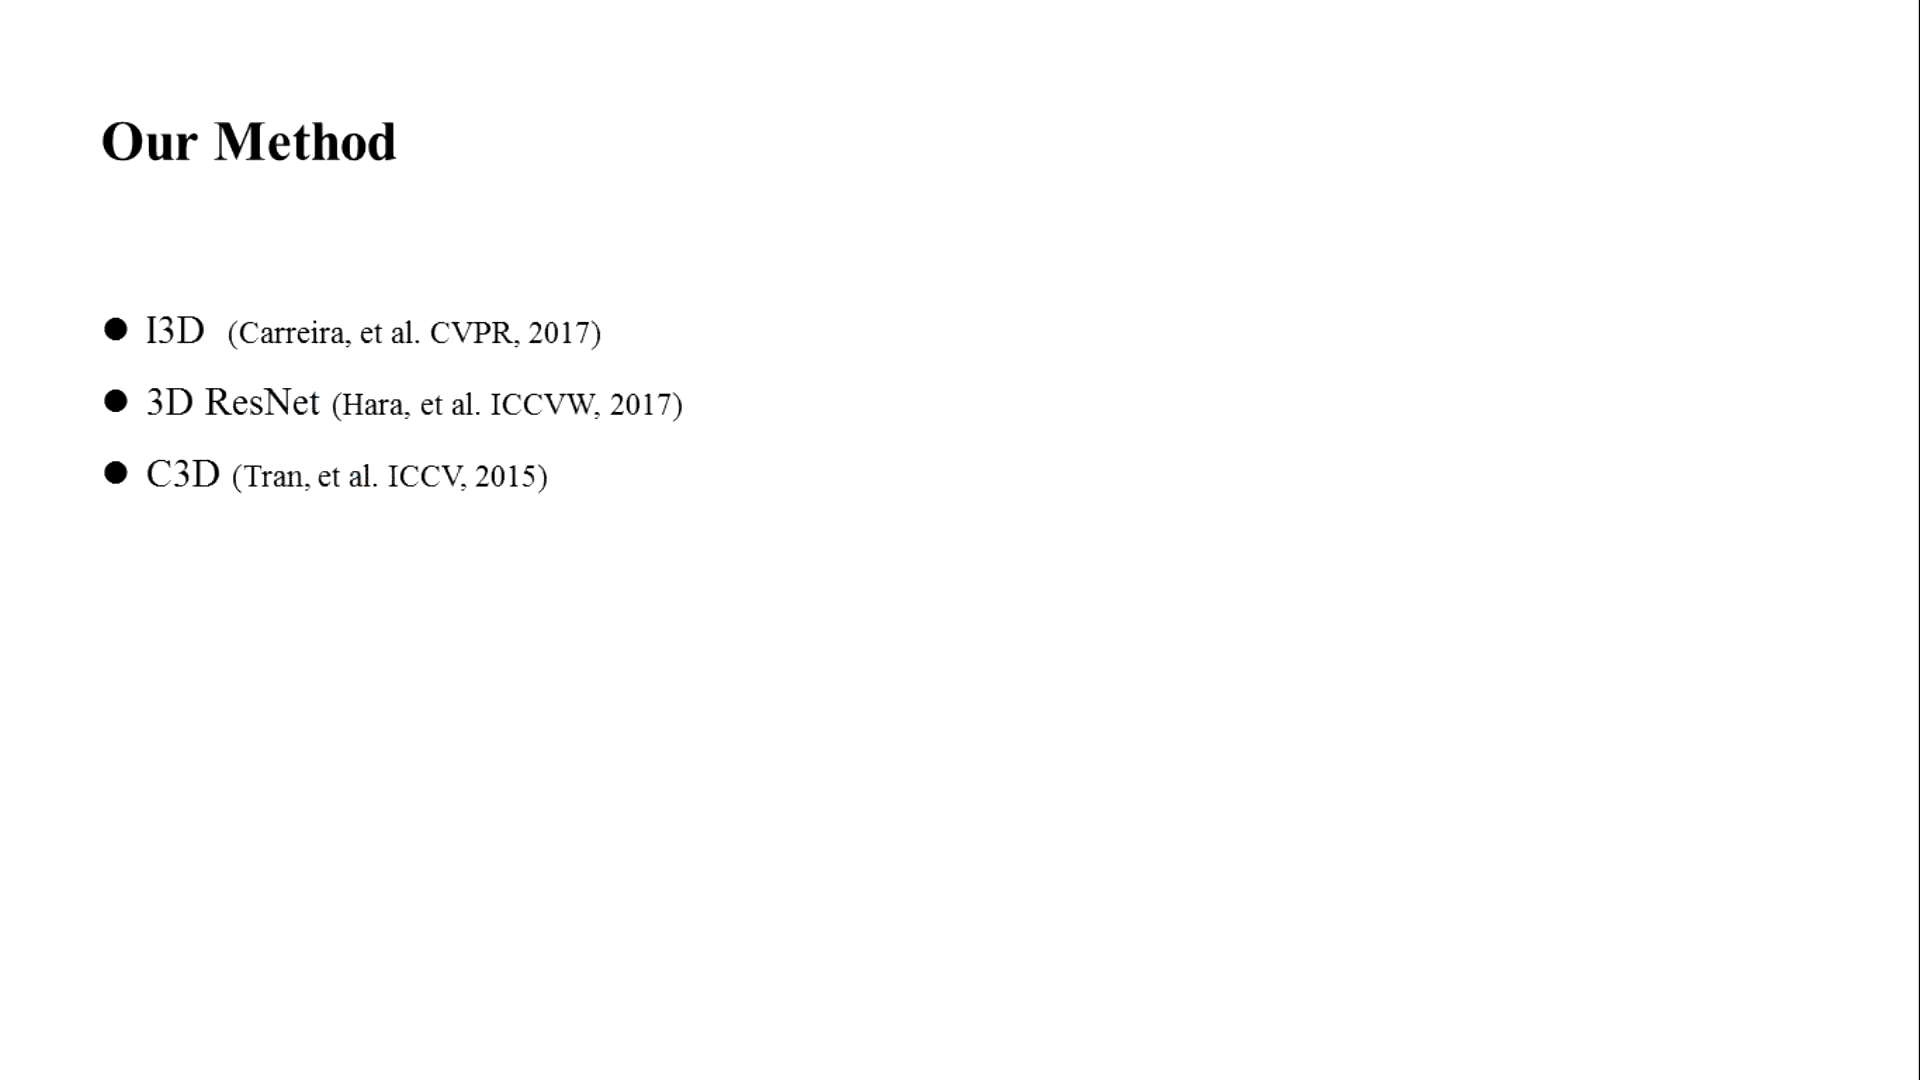 Our Method
● I3D (Carreira, et al. CVPR, 2017)
● 3D ResNet (Hara, et al. ICCVW, 2017)
● C3D (Tran, et al. ICCV, 2015)